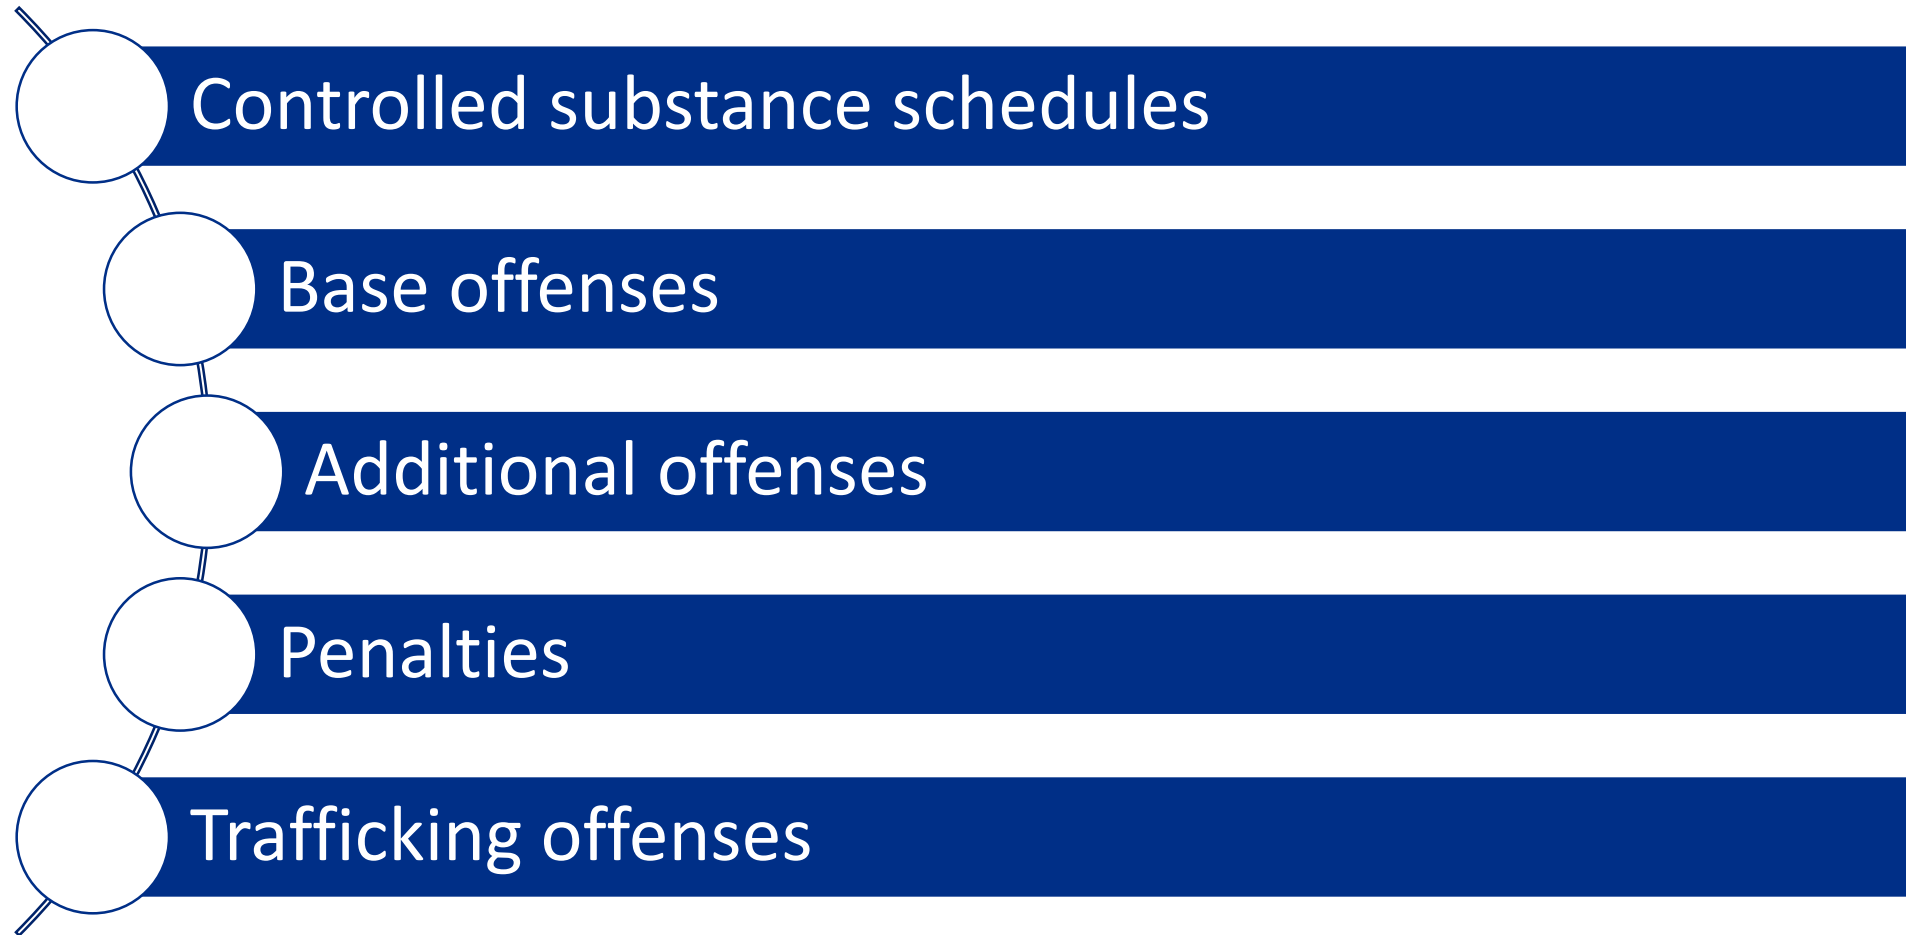 Controlled substance schedules
Base offenses
Additional offenses
Penalties
Trafficking offenses